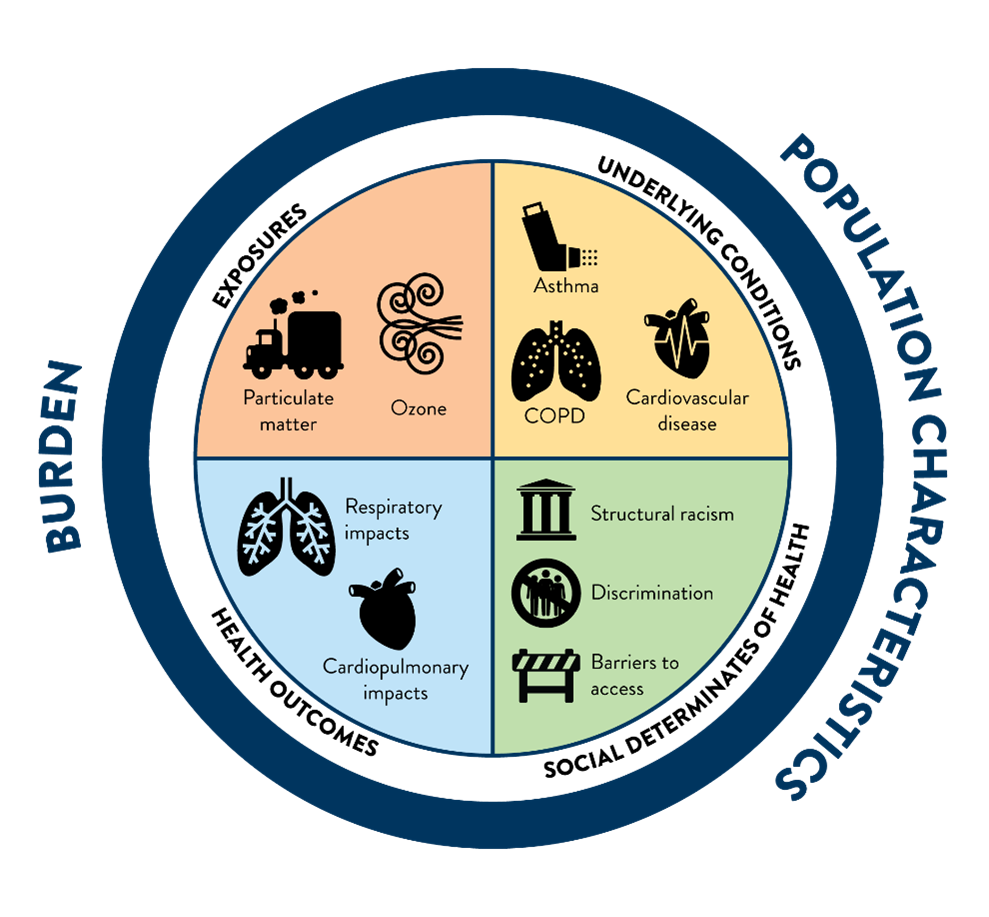 BURDEN
POPULATION CHARACTERISTICS
EXPOSURES
Particulate
matter
Ozone
UNDERLYING CONDITIONS
Asthma
COPD
Cardiovascular
disease
HEALTH OUTCOMES
Respiratory
impacts
Cardiopulmonary
impacts
SOCIAL DETERMINATES OF HEALTH
Structural racism
Discrimination
Barriers to
access